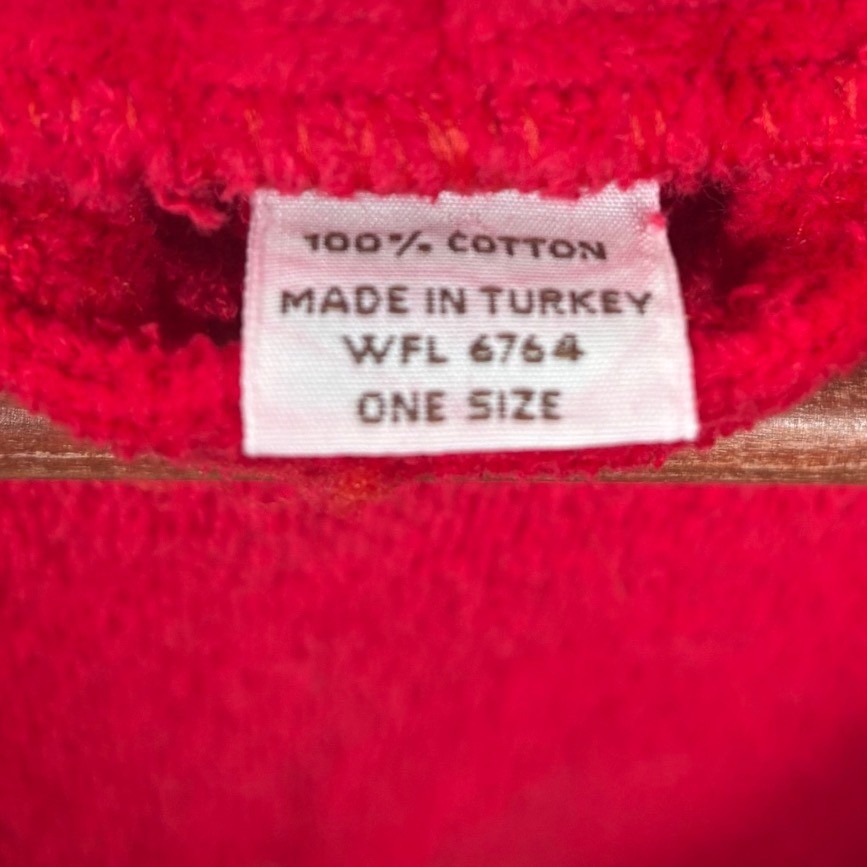 100% COTTON
MADE IN TURKEY
WFL 6764
ONE SIZE